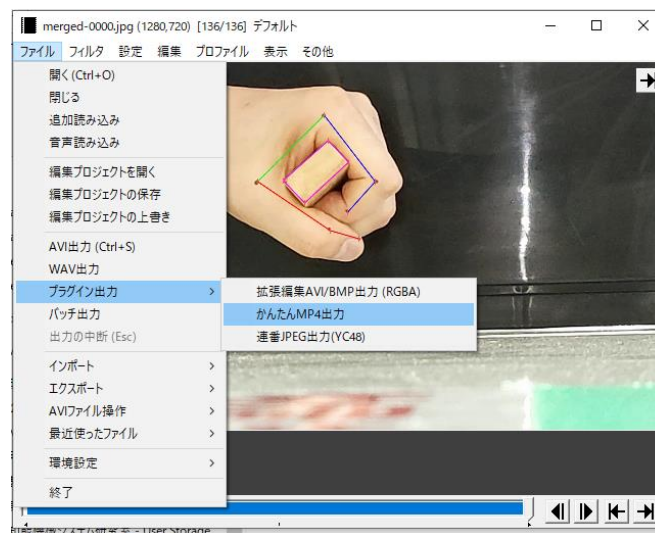 merged-0000.jpg (1280,720) [136/136] デフォルト
ファイル フィルタ 設定 編集 プロファイル 表示 その他
開く(Ctrl+O)
閉じる
追加読み込み
音声読み込み
編集プロジェクトを開く
編集プロジェクトの保存
編集プロジェクトの上書き
AVI出力 (Ctrl+S)
WAV出力
プラグイン出力 >
拡張編集AVI/BMP出力 (RGBA)
かんたんMP4出力
連番JPEG出力(YC48)
バッチ出力
出力の中断 (Esc)
インポート >
エクスポート >
AVIファイル操作 >
最近使ったファイル >
環境設定 >
終了
User Storage